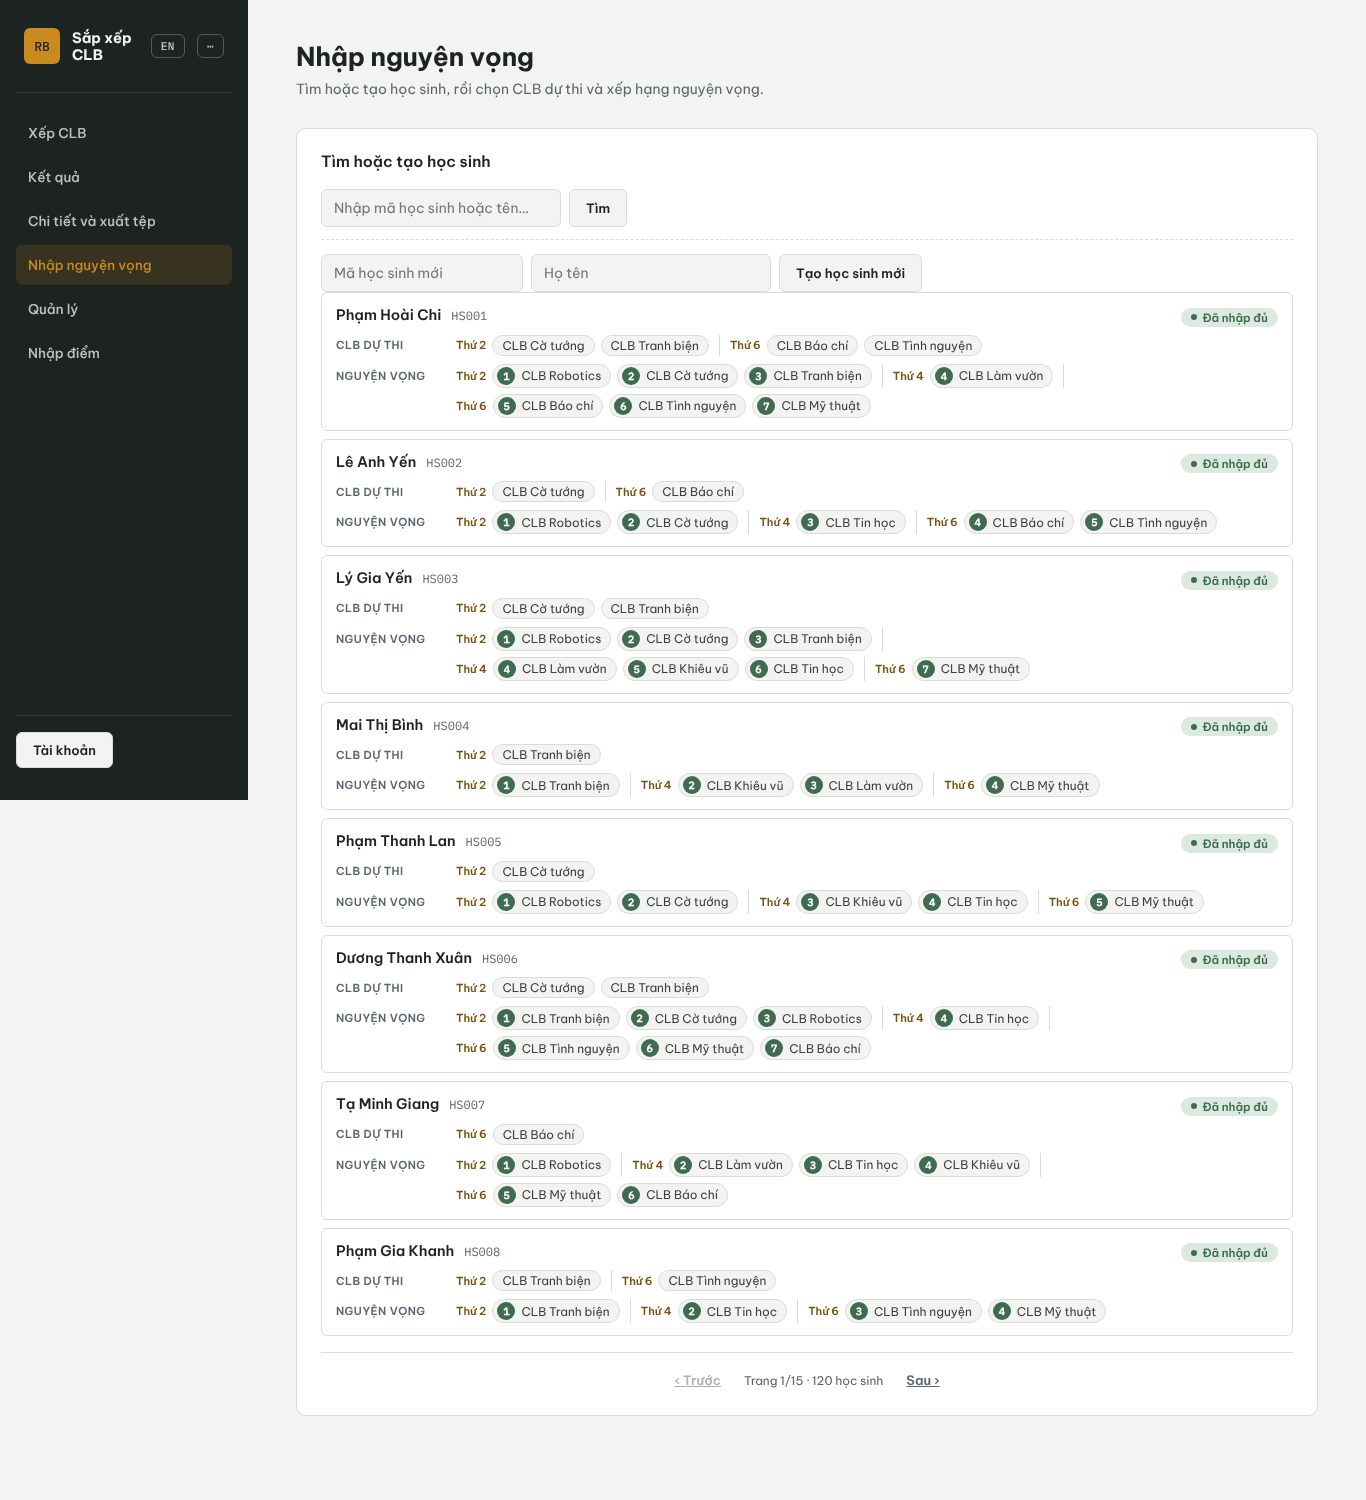 RB
Sắp xếp
CLB
EN
…
Xếp CLB
Kết quả
Chi tiết và xuất tệp
Nhập nguyện vọng
Quản lý
Nhập điểm
Tài khoản
Nhập nguyện vọng
Tìm hoặc tạo học sinh, rồi chọn CLB dự thi và xếp hạng nguyện vọng.
Tìm hoặc tạo học sinh
Nhập mã học sinh hoặc tên... Tìm
Mã học sinh mới Họ tên Tạo học sinh mới
Phạm Hoài Chi HS001 Đã nhập đủ
CLB DỰ THI Thứ 2 CLB Cờ tướng CLB Tranh biện Thứ 6 CLB Báo chí CLB Tình nguyện
NGUYỆN VỌNG Thứ 2 1 CLB Robotics 2 CLB Cờ tướng 3 CLB Tranh biện Thứ 4 4 CLB Làm vườn
Thứ 6 5 CLB Báo chí 6 CLB Tình nguyện 7 CLB Mỹ thuật
Lê Anh Yến HS002 Đã nhập đủ
CLB DỰ THI Thứ 2 CLB Cờ tướng Thứ 6 CLB Báo chí
NGUYỆN VỌNG Thứ 2 1 CLB Robotics 2 CLB Cờ tướng Thứ 4 3 CLB Tin học Thứ 6 4 CLB Báo chí 5 CLB Tình nguyện
Lý Gia Yến HS003 Đã nhập đủ
CLB DỰ THI Thứ 2 CLB Cờ tướng CLB Tranh biện
NGUYỆN VỌNG Thứ 2 1 CLB Robotics 2 CLB Cờ tướng 3 CLB Tranh biện
Thứ 4 4 CLB Làm vườn 5 CLB Khiêu vũ 6 CLB Tin học Thứ 6 7 CLB Mỹ thuật
Mai Thị Bình HS004 Đã nhập đủ
CLB DỰ THI Thứ 2 CLB Tranh biện
NGUYỆN VỌNG Thứ 2 1 CLB Tranh biện Thứ 4 2 CLB Khiêu vũ 3 CLB Làm vườn Thứ 6 4 CLB Mỹ thuật
Phạm Thanh Lan HS005 Đã nhập đủ
CLB DỰ THI Thứ 2 CLB Cờ tướng
NGUYỆN VỌNG Thứ 2 1 CLB Robotics 2 CLB Cờ tướng Thứ 4 3 CLB Khiêu vũ 4 CLB Tin học Thứ 6 5 CLB Mỹ thuật
Dương Thanh Xuân HS006 Đã nhập đủ
CLB DỰ THI Thứ 2 CLB Cờ tướng CLB Tranh biện
NGUYỆN VỌNG Thứ 2 1 CLB Tranh biện 2 CLB Cờ tướng 3 CLB Robotics Thứ 4 4 CLB Tin học
Thứ 6 5 CLB Tình nguyện 6 CLB Mỹ thuật 7 CLB Báo chí
Tạ Minh Giang HS007 Đã nhập đủ
CLB DỰ THI Thứ 6 CLB Báo chí
NGUYỆN VỌNG Thứ 2 1 CLB Robotics Thứ 4 2 CLB Làm vườn 3 CLB Tin học 4 CLB Khiêu vũ
Thứ 6 5 CLB Mỹ thuật 6 CLB Báo chí
Phạm Gia Khanh HS008 Đã nhập đủ
CLB DỰ THI Thứ 2 CLB Tranh biện Thứ 6 CLB Tình nguyện
NGUYỆN VỌNG Thứ 2 1 CLB Tranh biện Thứ 4 2 CLB Tin học Thứ 6 3 CLB Tình nguyện 4 CLB Mỹ thuật
‹ Trước Trang 1/15 · 120 học sinh Sau ›